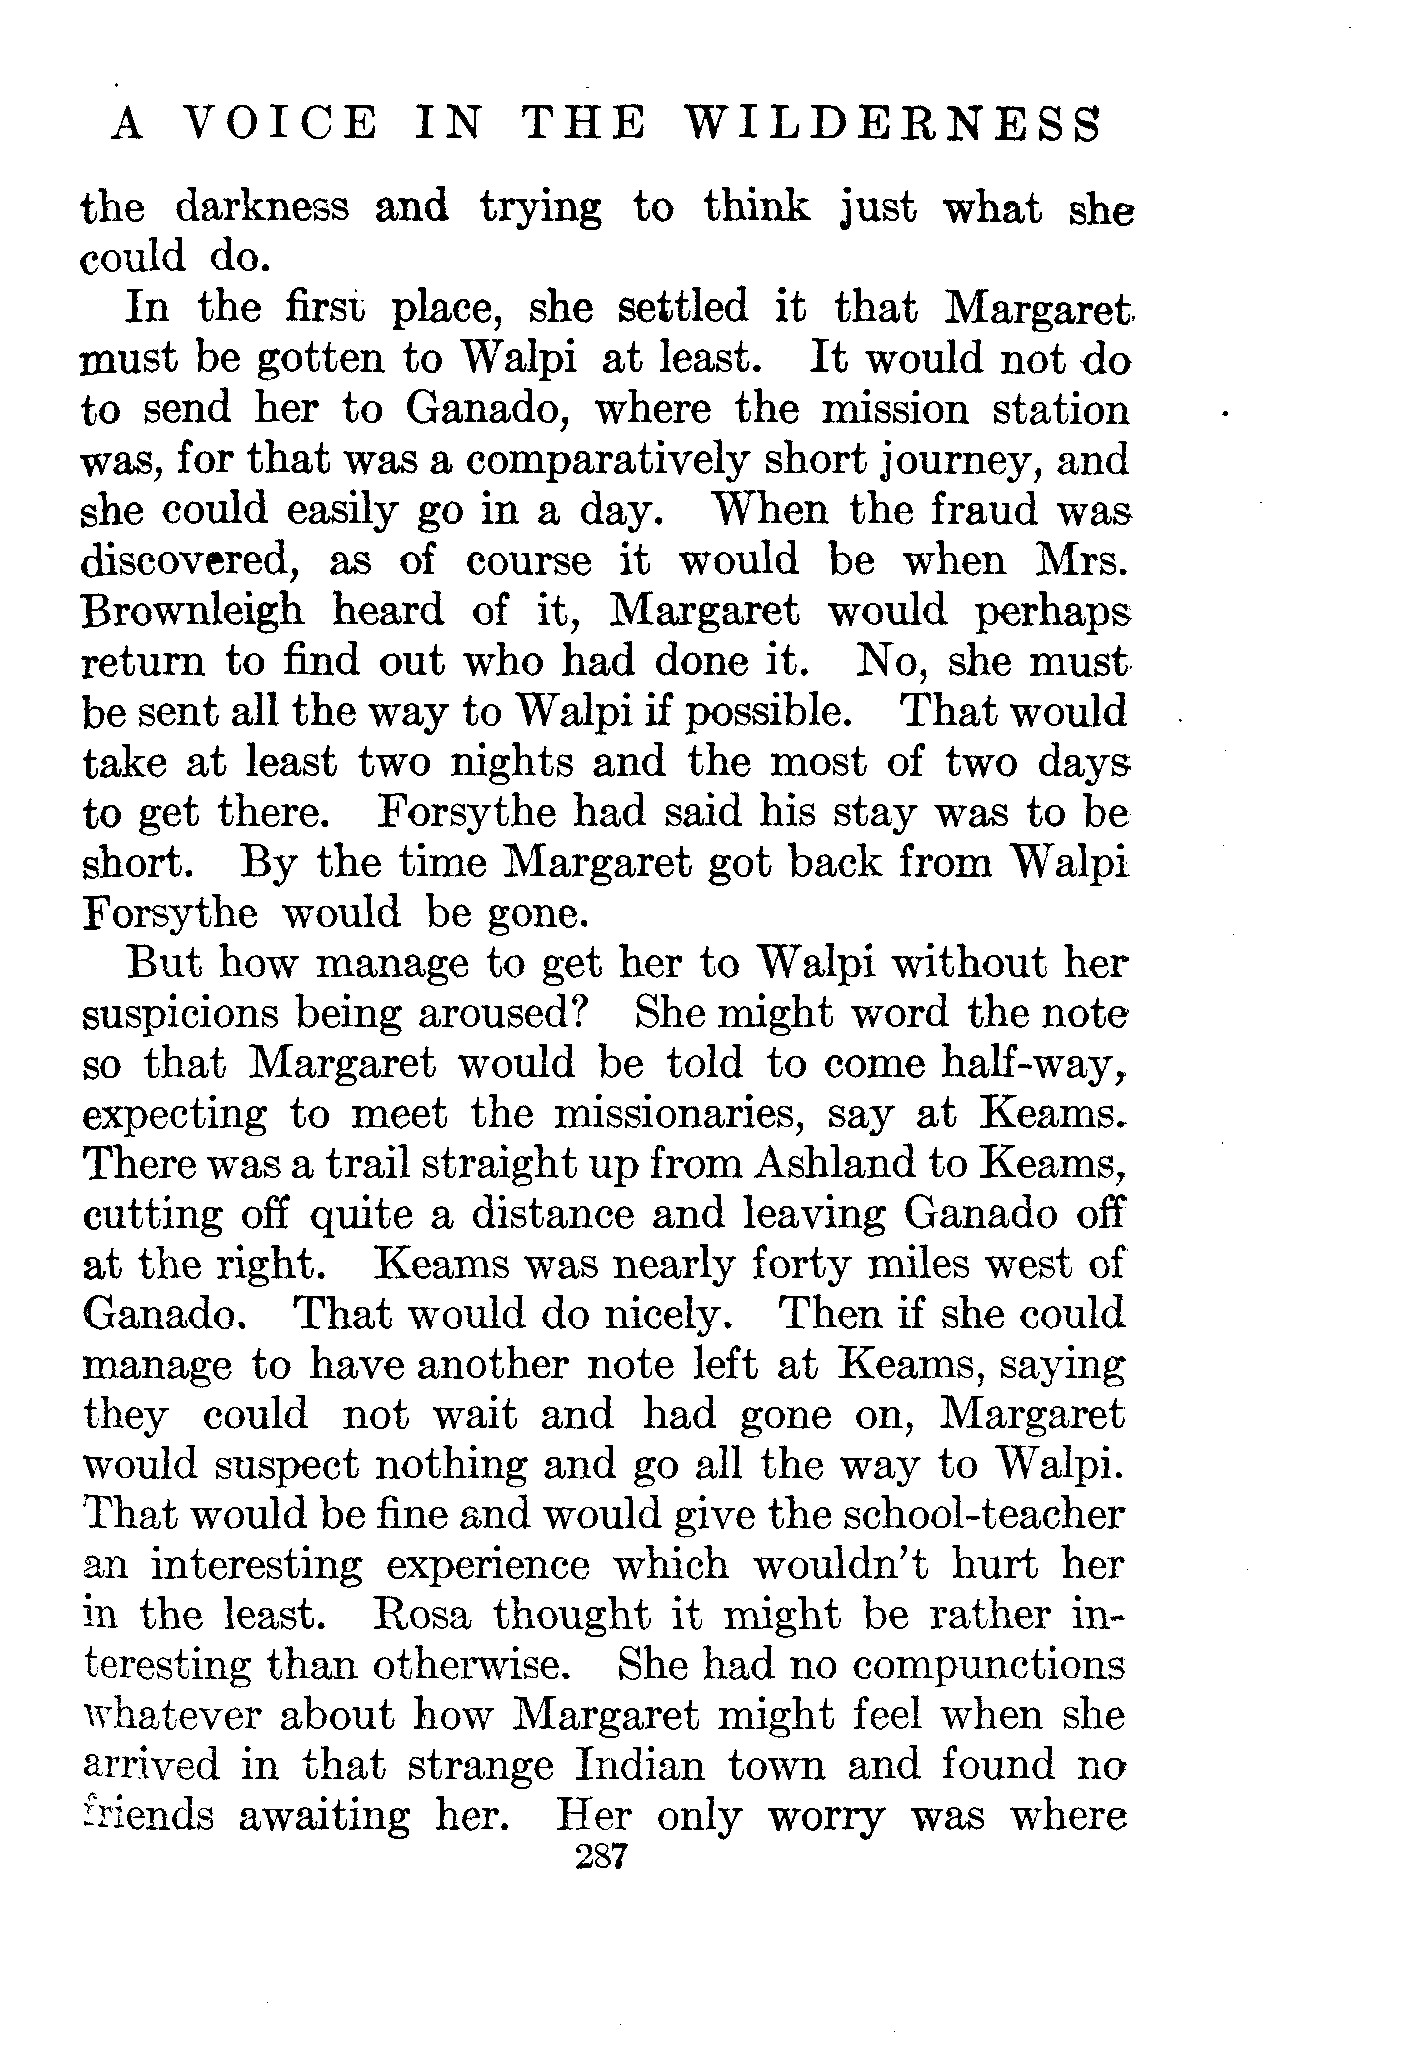 A VOICE IN THE WILDERNESS
the darkness and trying to think just what she
could do.
In the first place, she settled it that Margaret
must be gotten to Walpi at least. It would not do
to send her to Ganado, where the mission station
was, for that was a comparatively short journey, and
she could easily go in a day. When the fraud was
discovered, as of course it would be when Mrs.
Brownleigh heard of it, Margaret would perhaps
return to find out who had done it. No, she must
be sent all the way to Walpi if possible. That would
take at least two nights and the most of two days
to get there. Forsythe had said his stay was to be
short. By the time Margaret got back from Walpi
Forsythe would be gone.
But how manage to get her to Walpi without her
suspicions being aroused? She might word the note
so that Margaret would be told to come half-way,
expecting to meet the missionaries, say at Keams.
There was a trail straight up from Ashland to Keams,
cutting off quite a distance and leaving Ganado off
at the right. Keams was nearly forty miles west of
Ganado. That would do nicely. Then if she could
manage to have another note left at Keams, saying
they could not wait and had gone on, Margaret
would suspect nothing and go all the way to Walpi.
That would be fine and would give the school-teacher
an interesting experience which wouldn't hurt her
in the least. Rosa thought it might be rather in-
teresting than otherwise. She had no compunctions
whatever about how Margaret might feel when she
arrived in that strange Indian town and found no
friends awaiting her. Her only worry was where
287